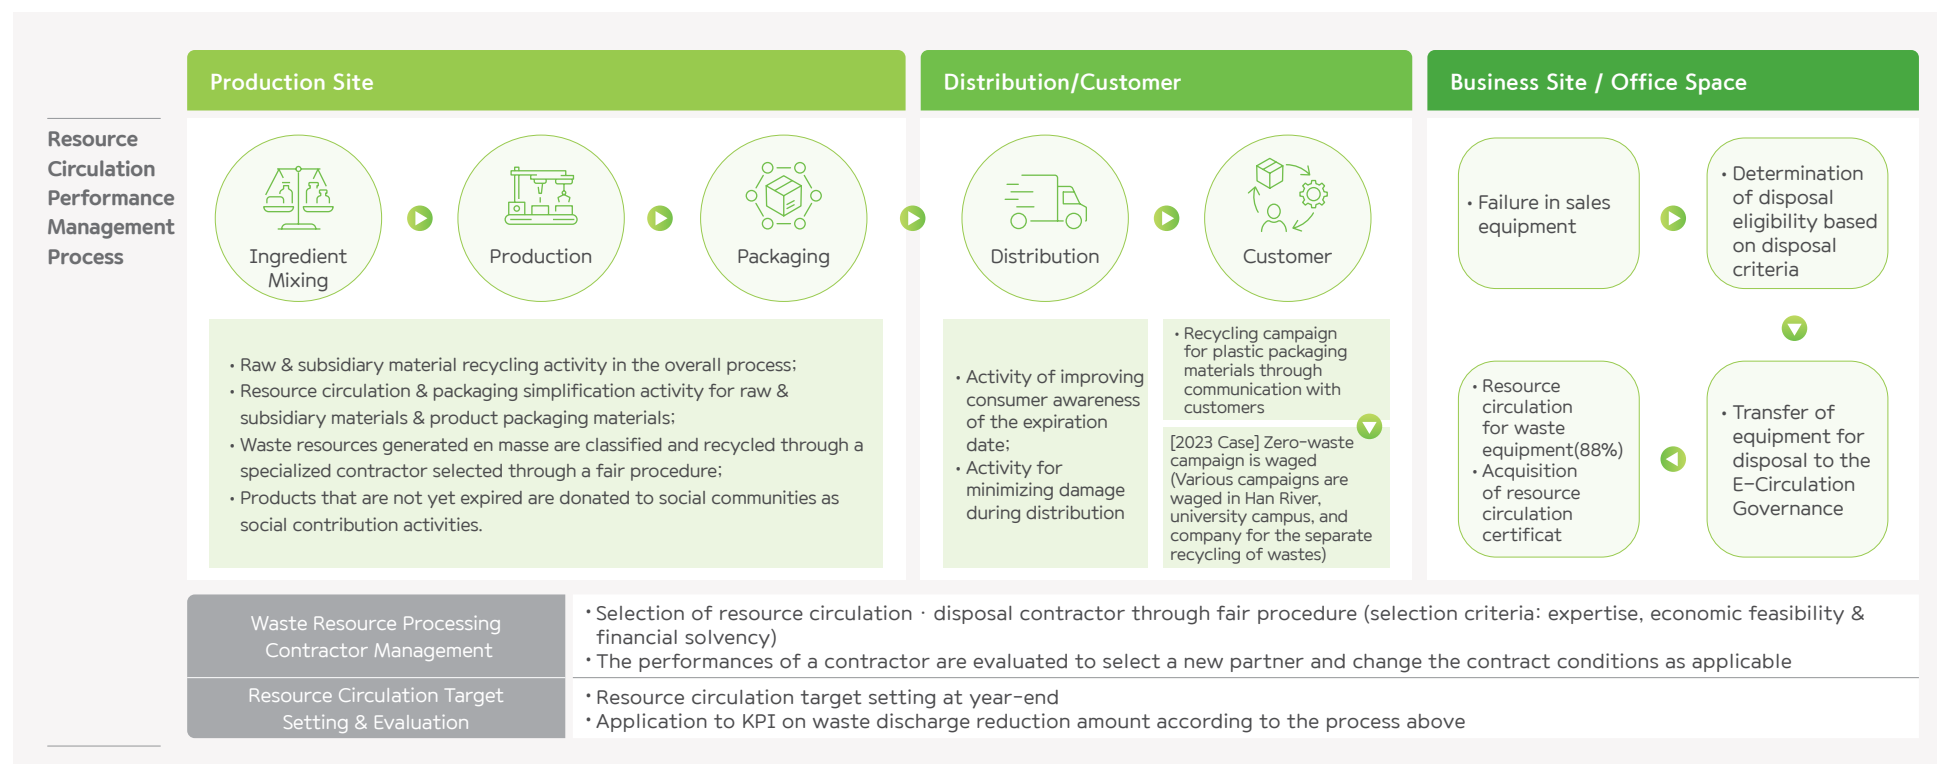 Resource
Circulation
Performance
Management
Process
Production Site
Ingredient
Mixing
Production
Packaging
• Raw & subsidiary material recycling activity in the overall process;
• Resource circulation & packaging simplification activity for raw &
subsidiary materials & product packaging materials;
• Waste resources generated en masse are classified and recycled through a
specialized contractor selected through a fair procedure;
• Products that are not yet expired are donated to social communities as
social contribution activities.
Distribution/Customer
Distribution
Customer
• Activity of improving
consumer awareness
of the expiration
date;
• Activity for
minimizing damage
during distribution
• Recycling campaign
for plastic packaging
materials through
communication with
customers
[2023 Case] Zero-waste
campaign is waged
(Various campaigns are
waged in Han River,
university campus, and
company for the separate
recycling of wastes)
Business Site / Office Space
• Failure in sales
equipment
• Determination
of disposal
eligibility based
on disposal
criteria
• Transfer of
equipment for
disposal to the
E-Circulation
Governance
• Resource
circulation
for waste
equipment(88%)
• Acquisition
of resource
circulation
certificat
Waste Resource Processing
Contractor Management
• Selection of resource circulation · disposal contractor through fair procedure (selection criteria: expertise, economic feasibility &
financial solvency)
• The performances of a contractor are evaluated to select a new partner and change the contract conditions as applicable
Resource Circulation Target
Setting & Evaluation
• Resource circulation target setting at year-end
• Application to KPI on waste discharge reduction amount according to the process above